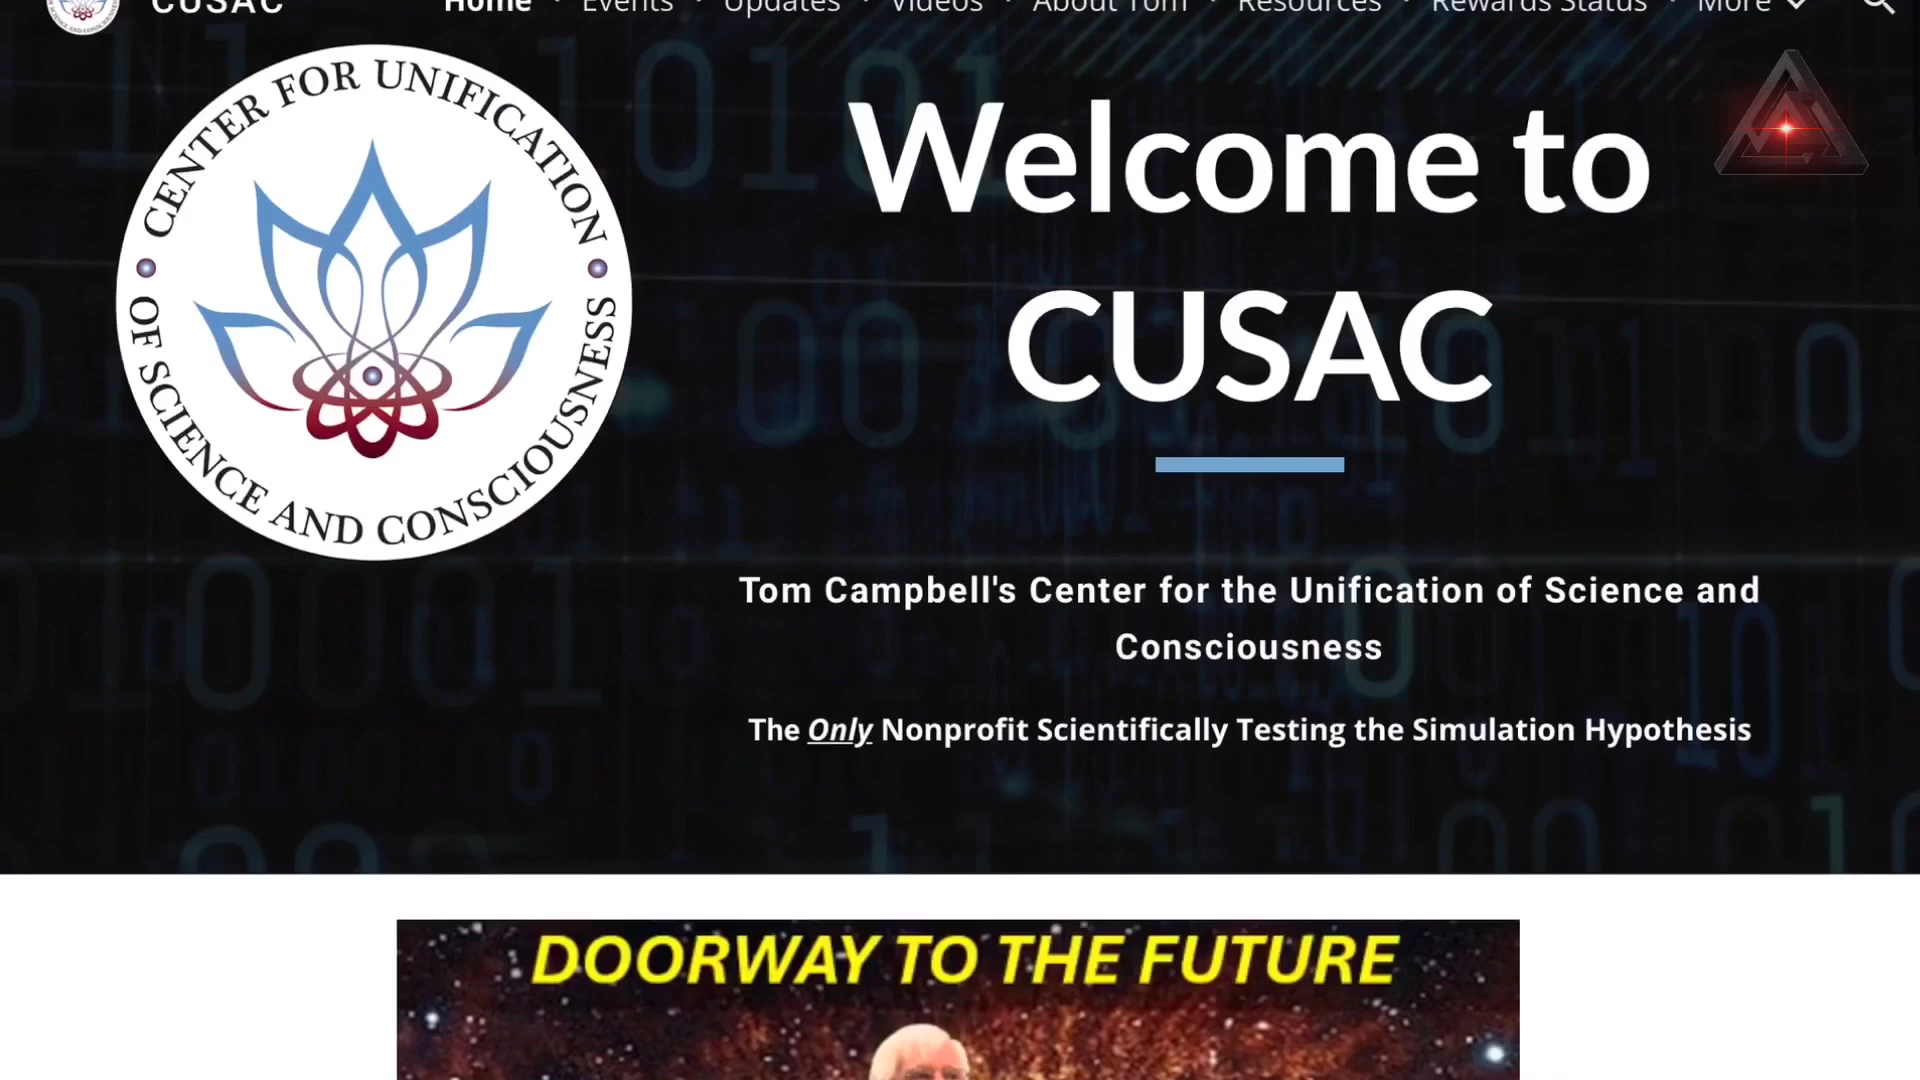 CUSAC
Home · Events · Updates · Videos · About Tom · Resources · Rewards Status · More
CENTER FOR UNIFICATION
OF SCIENCE AND CONSCIOUSNESS
Welcome to
CUSAC
Tom Campbell's Center for the Unification of Science and
Consciousness
The Only Nonprofit Scientifically Testing the Simulation Hypothesis
DOORWAY TO THE FUTURE